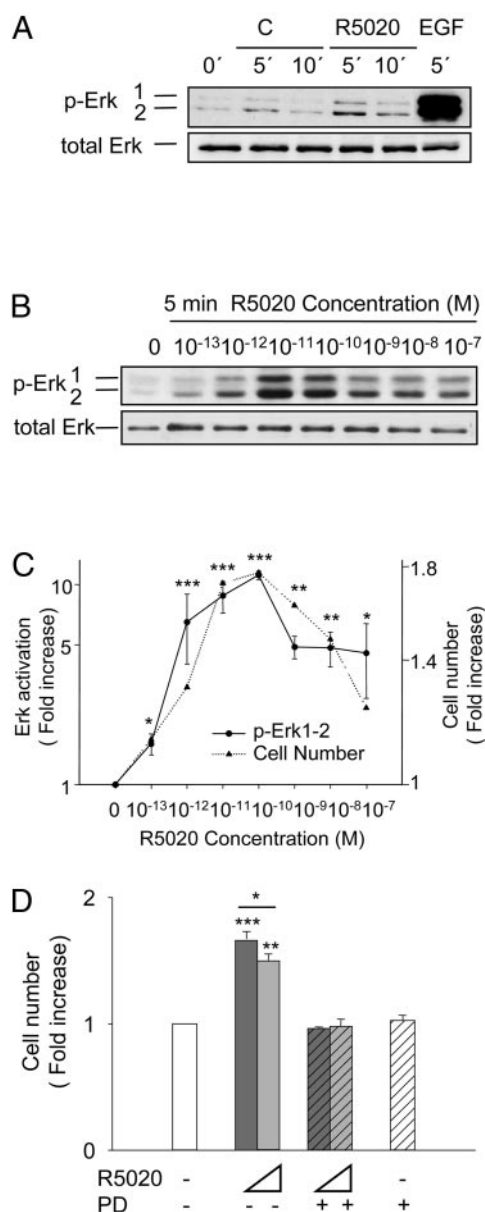 A
C R5020 EGF
0´ 5´ 10´ 5´ 10´ 5´
p-Erk 1
2
total Erk
B
5 min R5020 Concentration (M)
0 10⁻¹³ 10⁻¹² 10⁻¹¹ 10⁻¹⁰ 10⁻⁹ 10⁻⁸ 10⁻⁷
p-Erk 1
2
total Erk
C
Erk activation
( Fold increase)
10
5
1
* *** *** *** ** ** *
p-Erk1-2
Cell Number
1.8
1.4
1
Cell number
( Fold increase)
0 10⁻¹³ 10⁻¹² 10⁻¹¹ 10⁻¹⁰ 10⁻⁹ 10⁻⁸ 10⁻⁷
R5020 Concentration (M)
D
Cell number
( Fold increase)
2
1
0
*
*** **
R5020 - -
PD - - - + + +